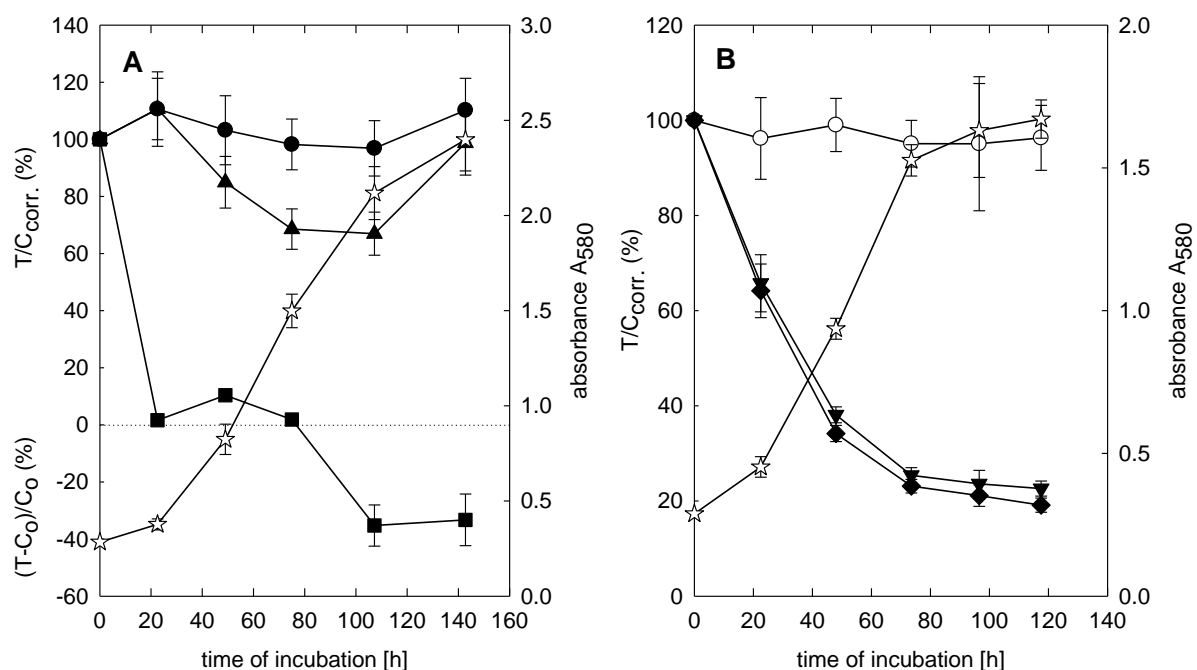 A
T/Ccorr. (%)
(T-Co)/Co (%)
140
120
100
80
60
40
20
0
-20
-40
-60
3.0
2.5
2.0
1.5
1.0
0.5
0.0
absorbance A580
0 20 40 60 80 100 120 140 160
time of incubation [h]
B
T/Ccorr. (%)
120
100
80
60
40
20
0
2.0
1.5
1.0
0.5
0.0
absrobance A580
0 20 40 60 80 100 120 140
time of incubation [h]